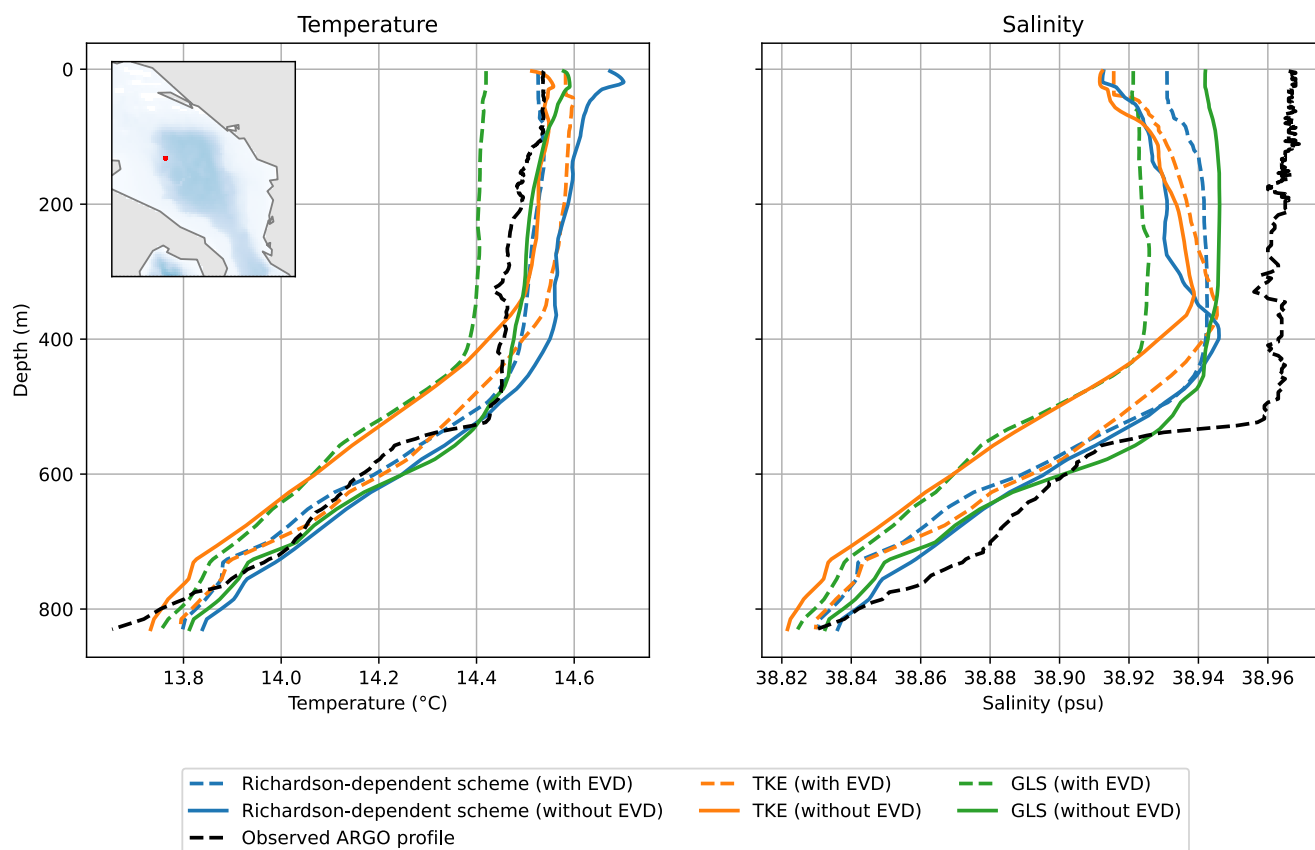 Temperature
Salinity
0
200
400
600
800
Depth (m)
13.8 14.0 14.2 14.4 14.6
Temperature (°C)
38.82 38.84 38.86 38.88 38.90 38.92 38.94 38.96
Salinity (psu)
Richardson-dependent scheme (with EVD) TKE (with EVD) GLS (with EVD)
Richardson-dependent scheme (without EVD) TKE (without EVD) GLS (without EVD)
Observed ARGO profile